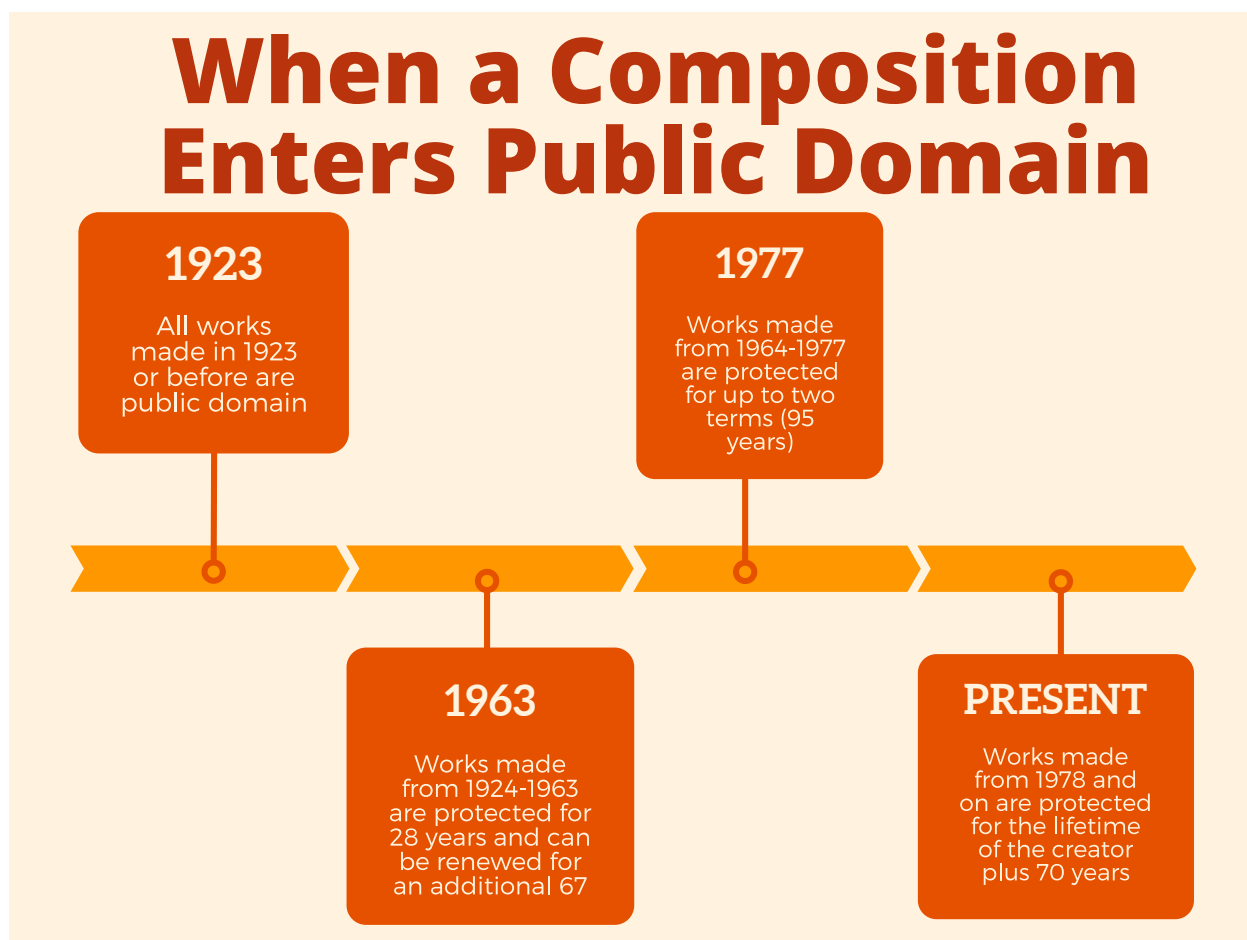 When a Composition
Enters Public Domain
1923
All works
made in 1923
or before are
public domain
1963
Works made
from 1924-1963
are protected for
28 years and can
be renewed for
an additional 67
1977
Works made
from 1964-1977
are protected
for up to two
terms (95
years)
PRESENT
Works made
from 1978 and
on are protected
for the lifetime
of the creator
plus 70 years